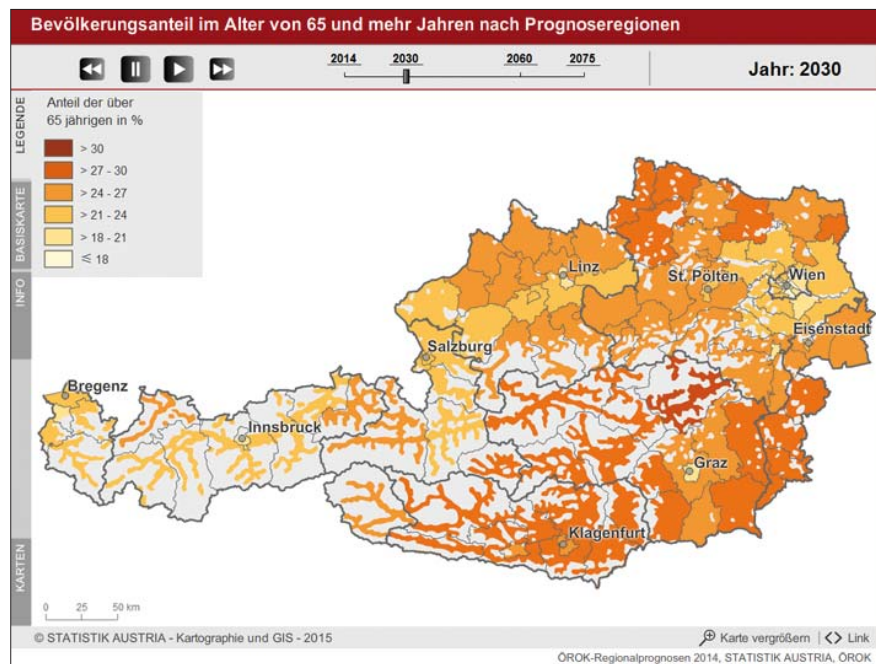 Bevölkerungsanteil im Alter von 65 und mehr Jahren nach Prognoseregionen
2014 2030 2060 2075
Jahr: 2030
LEGENDE
BASISKARTE
INFO
KARTEN
Anteil der über
65 jährigen in %
> 30
> 27 - 30
> 24 - 27
> 21 - 24
> 18 - 21
≤ 18
Linz
St. Pölten
Wien
Eisenstadt
Salzburg
Bregenz
Innsbruck
Graz
Klagenfurt
0 25 50 km
© STATISTIK AUSTRIA - Kartographie und GIS - 2015
Karte vergrößern | <> Link
ÖROK-Regionalprognosen 2014, STATISTIK AUSTRIA, ÖROK